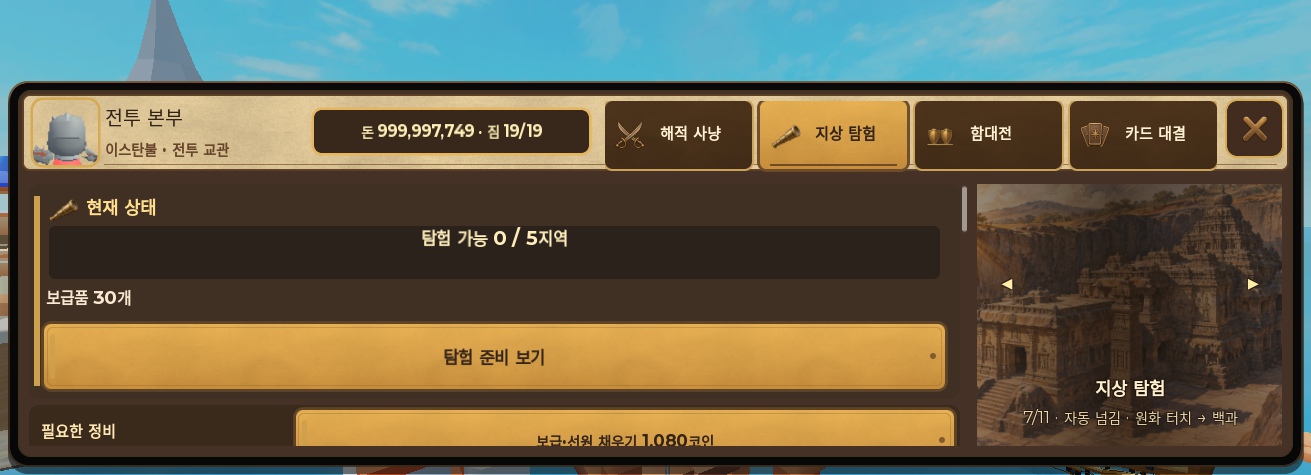 전투 본부
이스탄불 • 전투 교관
돈 999,997,749 · 짐 19/19
해적 사냥
지상 탐험
함대전
카드 대결
현재 상태
탐험 가능 0 / 5지역
보급품 30개
탐험 준비 보기
필요한 정비
보급•선원 채우기 1,080코인
◀
▶
지상 탐험
7/11 · 자동 넘김 · 원화 터치 → 백과